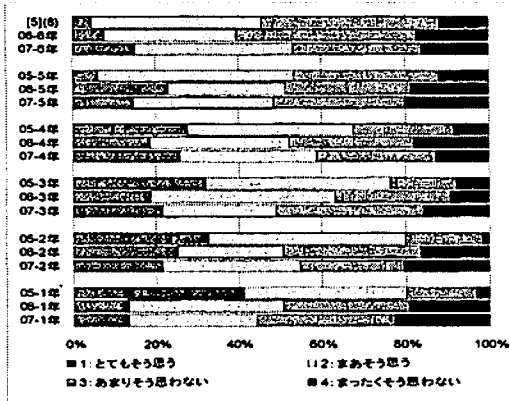 [5](6)
06-6年
07-6年
05-5年
06-5年
07-5年
05-4年
06-4年
07-4年
05-3年
06-3年
07-3年
05-2年
06-2年
07-2年
05-1年
06-1年
07-1年
0% 20% 40% 60% 80% 100%
1: とてもそう思う 2: まあそう思う
3: あまりそう思わない 4: まったくそう思わない